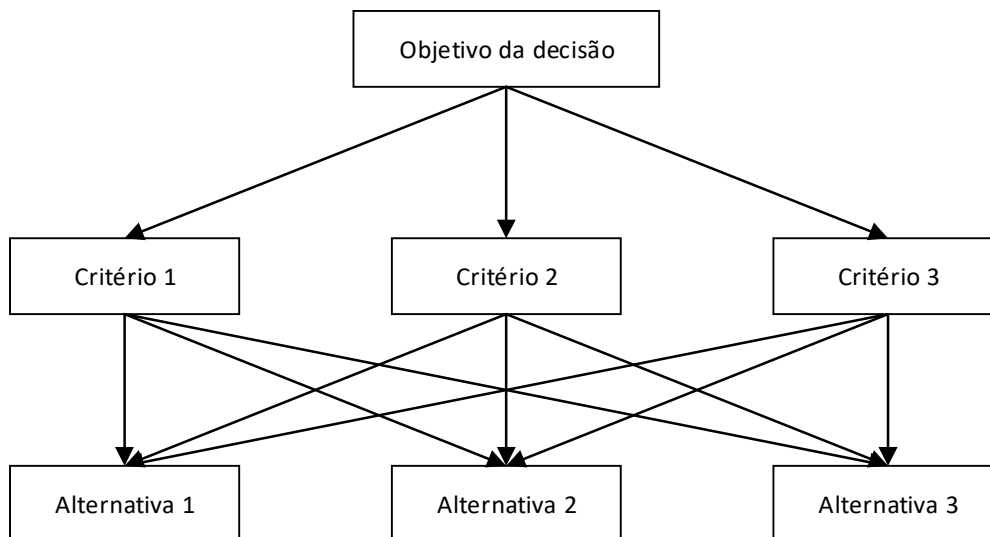 Objetivo da decisão
Critério 1
Critério 2
Critério 3
Alternativa 1
Alternativa 2
Alternativa 3